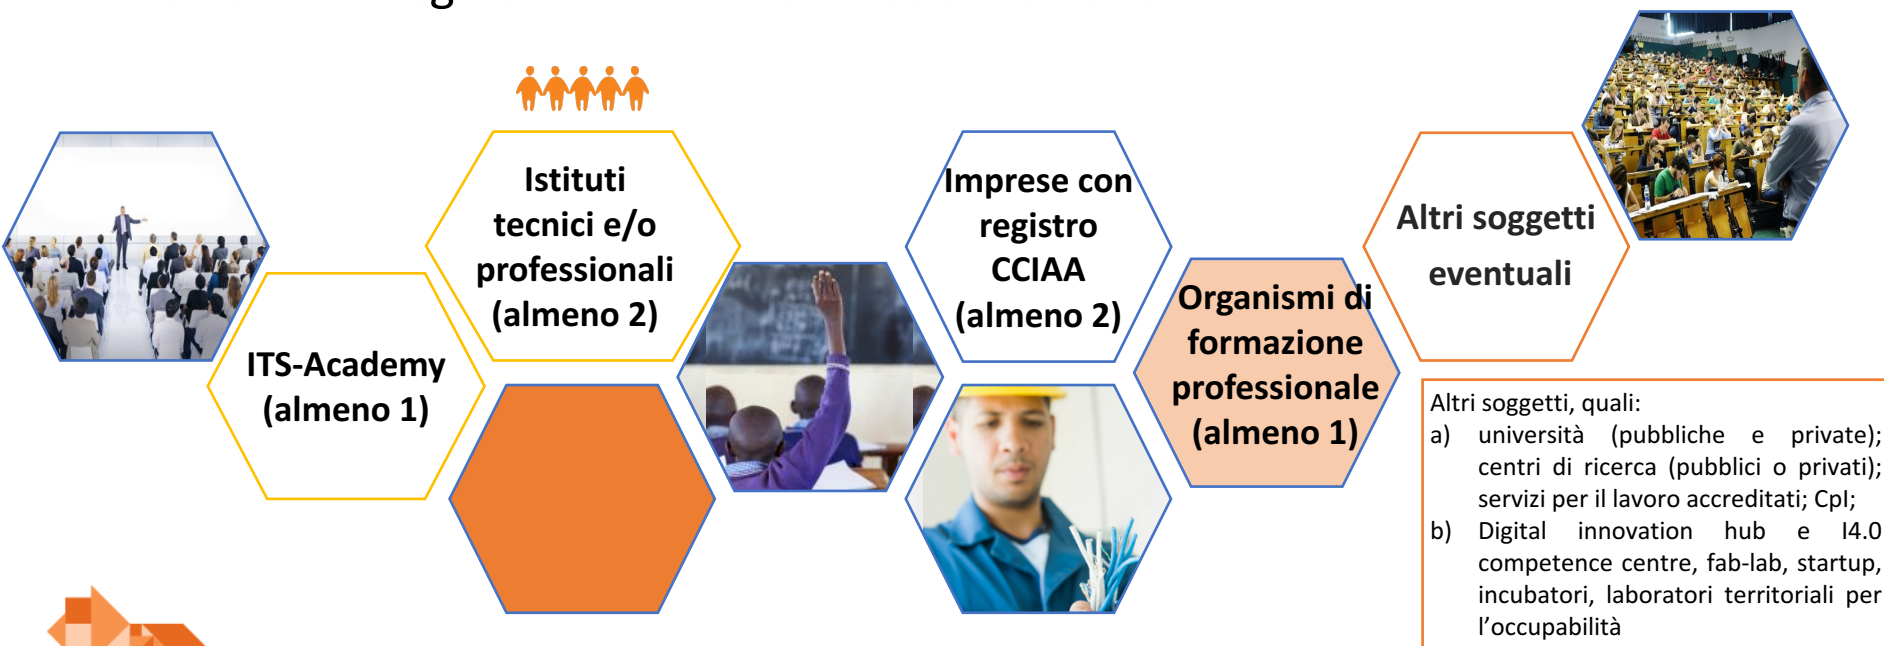 ITS-Academy
(almeno 1)
Istituti
tecnici e/o
professionali
(almeno 2)
Imprese con
registro
CCIAA
(almeno 2)
Organismi di
formazione
professionale
(almeno 1)
Altri soggetti
eventuali
Altri soggetti, quali:
a) università (pubbliche e private);
centri di ricerca (pubblici o privati);
servizi per il lavoro accreditati; CpI;
b) Digital innovation hub e I4.0
competence centre, fab-lab, startup,
incubatori, laboratori territoriali per
l’occupabilità